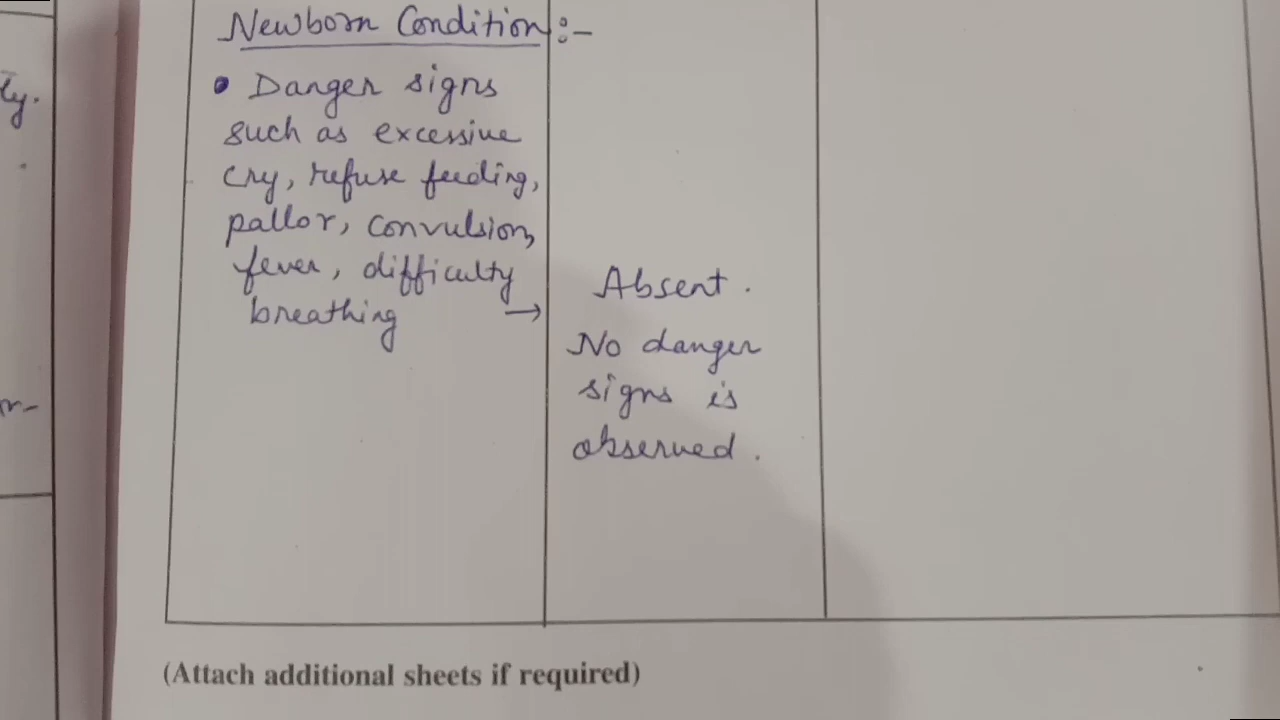 Newborn Condition :-
• Danger signs
such as excessive
cry, refuse feeding,
pallor, convulsion,
fever, difficulty
breathing →
Absent.
No danger
signs is
observed.
(Attach additional sheets if required)